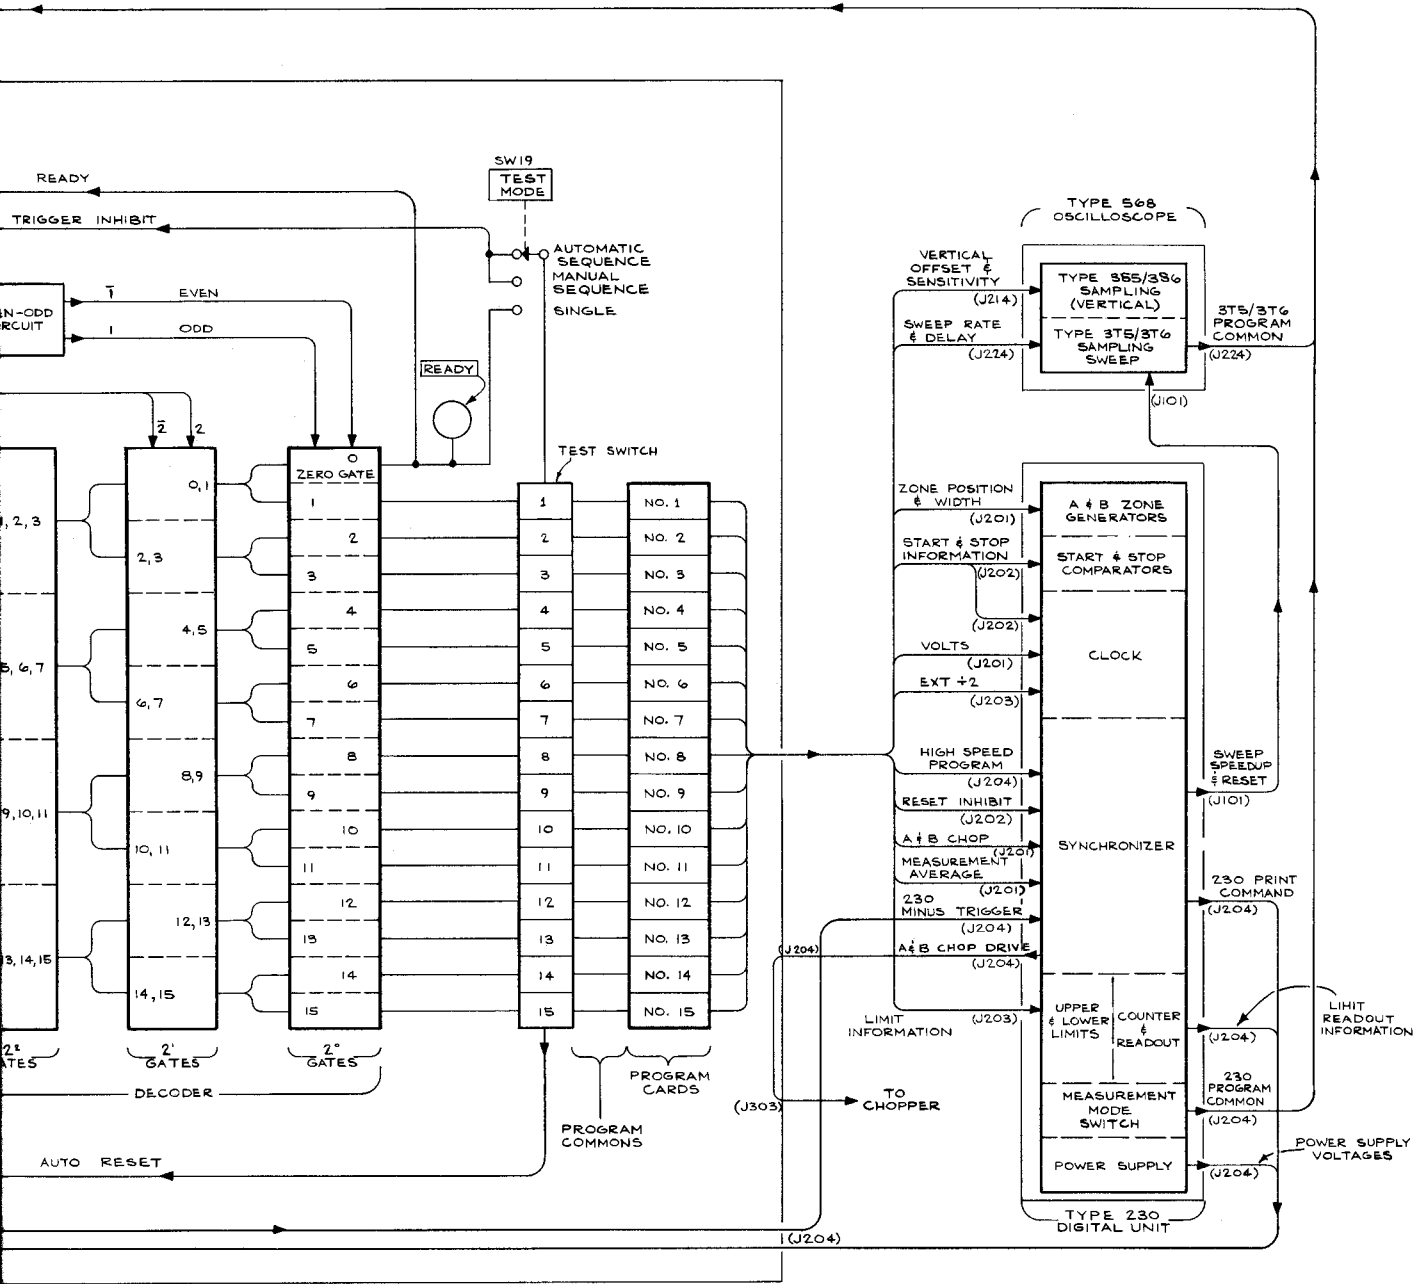 READY
TRIGGER INHIBIT
SW19
TEST
MODE
AUTOMATIC
SEQUENCE
MANUAL
SEQUENCE
SINGLE
N-ODD
RCUIT
1̅
EVEN
1
ODD
READY
2̅
2
TEST SWITCH
, 2, 3
, 6, 7
9, 10, 11
3, 14, 15
2²
ATES
0, 1
2, 3
4, 5
6, 7
8, 9
10, 11
12, 13
14, 15
2¹
GATES
0
ZERO GATE
1
2
3
4
5
6
7
8
9
10
11
12
13
14
15
2⁰
GATES
DECODER
1
2
3
4
5
6
7
8
9
10
11
12
13
14
15
NO. 1
NO. 2
NO. 3
NO. 4
NO. 5
NO. 6
NO. 7
NO. 8
NO. 9
NO. 10
NO. 11
NO. 12
NO. 13
NO. 14
NO. 15
PROGRAM
CARDS
PROGRAM
COMMONS
AUTO RESET
TYPE 568
OSCILLOSCOPE
VERTICAL
OFFSET &
SENSITIVITY
(J214)
SWEEP RATE
& DELAY
(J224)
TYPE 3S5/3S6
SAMPLING
(VERTICAL)
TYPE 3T5/3T6
SAMPLING
SWEEP
3T5/3T6
PROGRAM
COMMON
(J224)
(J101)
ZONE POSITION
& WIDTH
(J201)
START & STOP
INFORMATION
(J202)
(J202)
VOLTS
(J201)
EXT ÷2
(J203)
HIGH SPEED
PROGRAM
(J204)
RESET INHIBIT
(J202)
A & B CHOP
(J201)
MEASUREMENT
AVERAGE
(J201)
230
MINUS TRIGGER
(J204)
(J204)
A&B CHOP DRIVE
(J204)
LIMIT
INFORMATION
(J203)
(J303)
TO
CHOPPER
A & B ZONE
GENERATORS
START & STOP
COMPARATORS
CLOCK
SYNCHRONIZER
UPPER
& LOWER
LIMITS
COUNTER
&
READOUT
MEASUREMENT
MODE
SWITCH
POWER SUPPLY
SWEEP
SPEEDUP
& RESET
(J101)
230 PRINT
COMMAND
(J204)
LIHIT
READOUT
INFORMATION
(J204)
230
PROGRAM
COMMON
(J204)
POWER SUPPLY
VOLTAGES
(J204)
TYPE 230
DIGITAL UNIT
(J204)